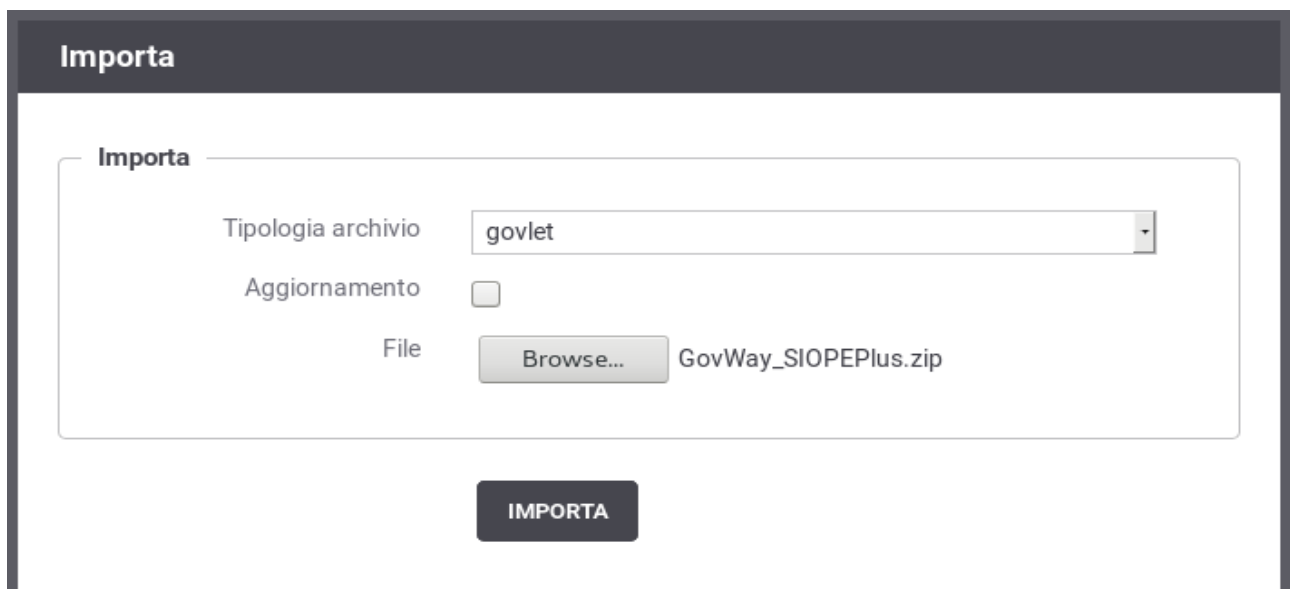 Importa
Importa
Tipologia archivio govlet
Aggiornamento
File Browse... GovWay_SIOPEPlus.zip
IMPORTA